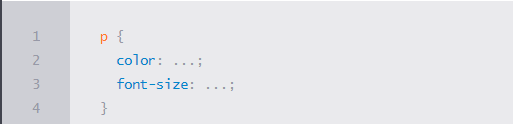 1 p {
2 color: ...;
3 font-size: ...;
4 }